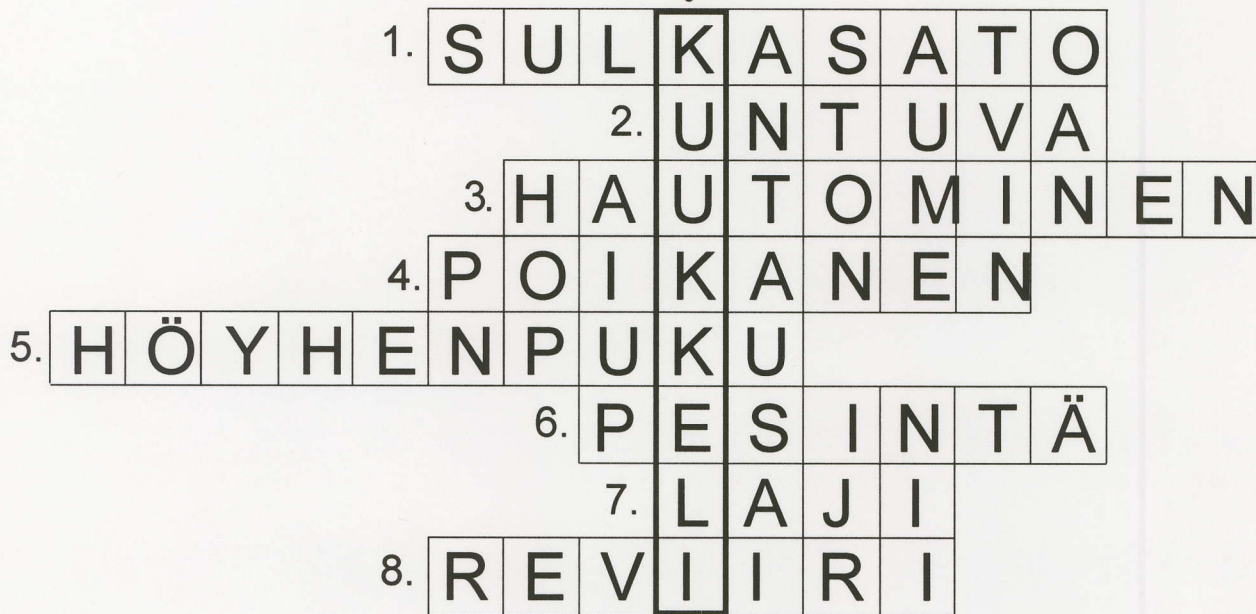 1. SULKASATO
2. UNTUVA
3. HAUTOMINEN
4. POIKANEN
5. HÖYHENPUKU
6. PESINTÄ
7. LAJI
8. REVIIRI